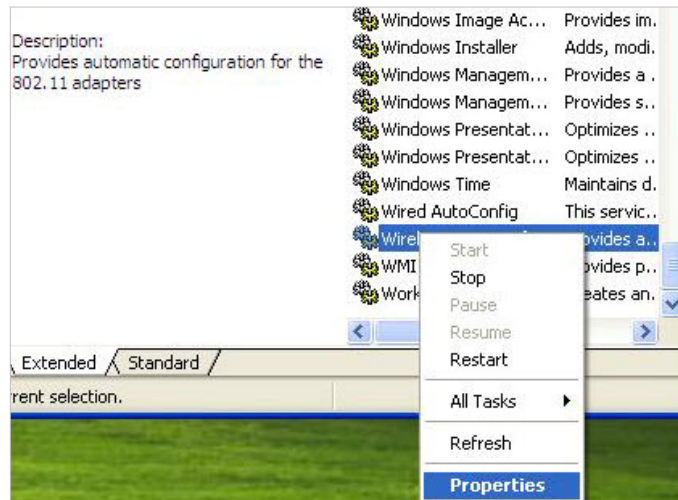 Description:
Provides automatic configuration for the
802.11 adapters
Windows Image Ac... Provides im.
Windows Installer Adds, modi.
Windows Managem... Provides a .
Windows Managem... Provides s..
Windows Presentat... Optimizes ..
Windows Presentat... Optimizes ..
Windows Time Maintains d.
Wired AutoConfig This servic..
Wirel ovides a..
WMI ovides p..
Work eates an.
Start
Stop
Pause
Resume
Restart
All Tasks
Refresh
Properties
Extended Standard
rent selection.